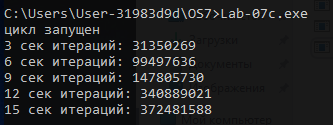 C:\Users\User-31983d9d\OS7>Lab-07c.exe
цикл запущен
3 сек итераций: 31350269
6 сек итераций: 99497636
9 сек итераций: 147805730
12 сек итераций: 340889021
15 сек итераций: 372481588